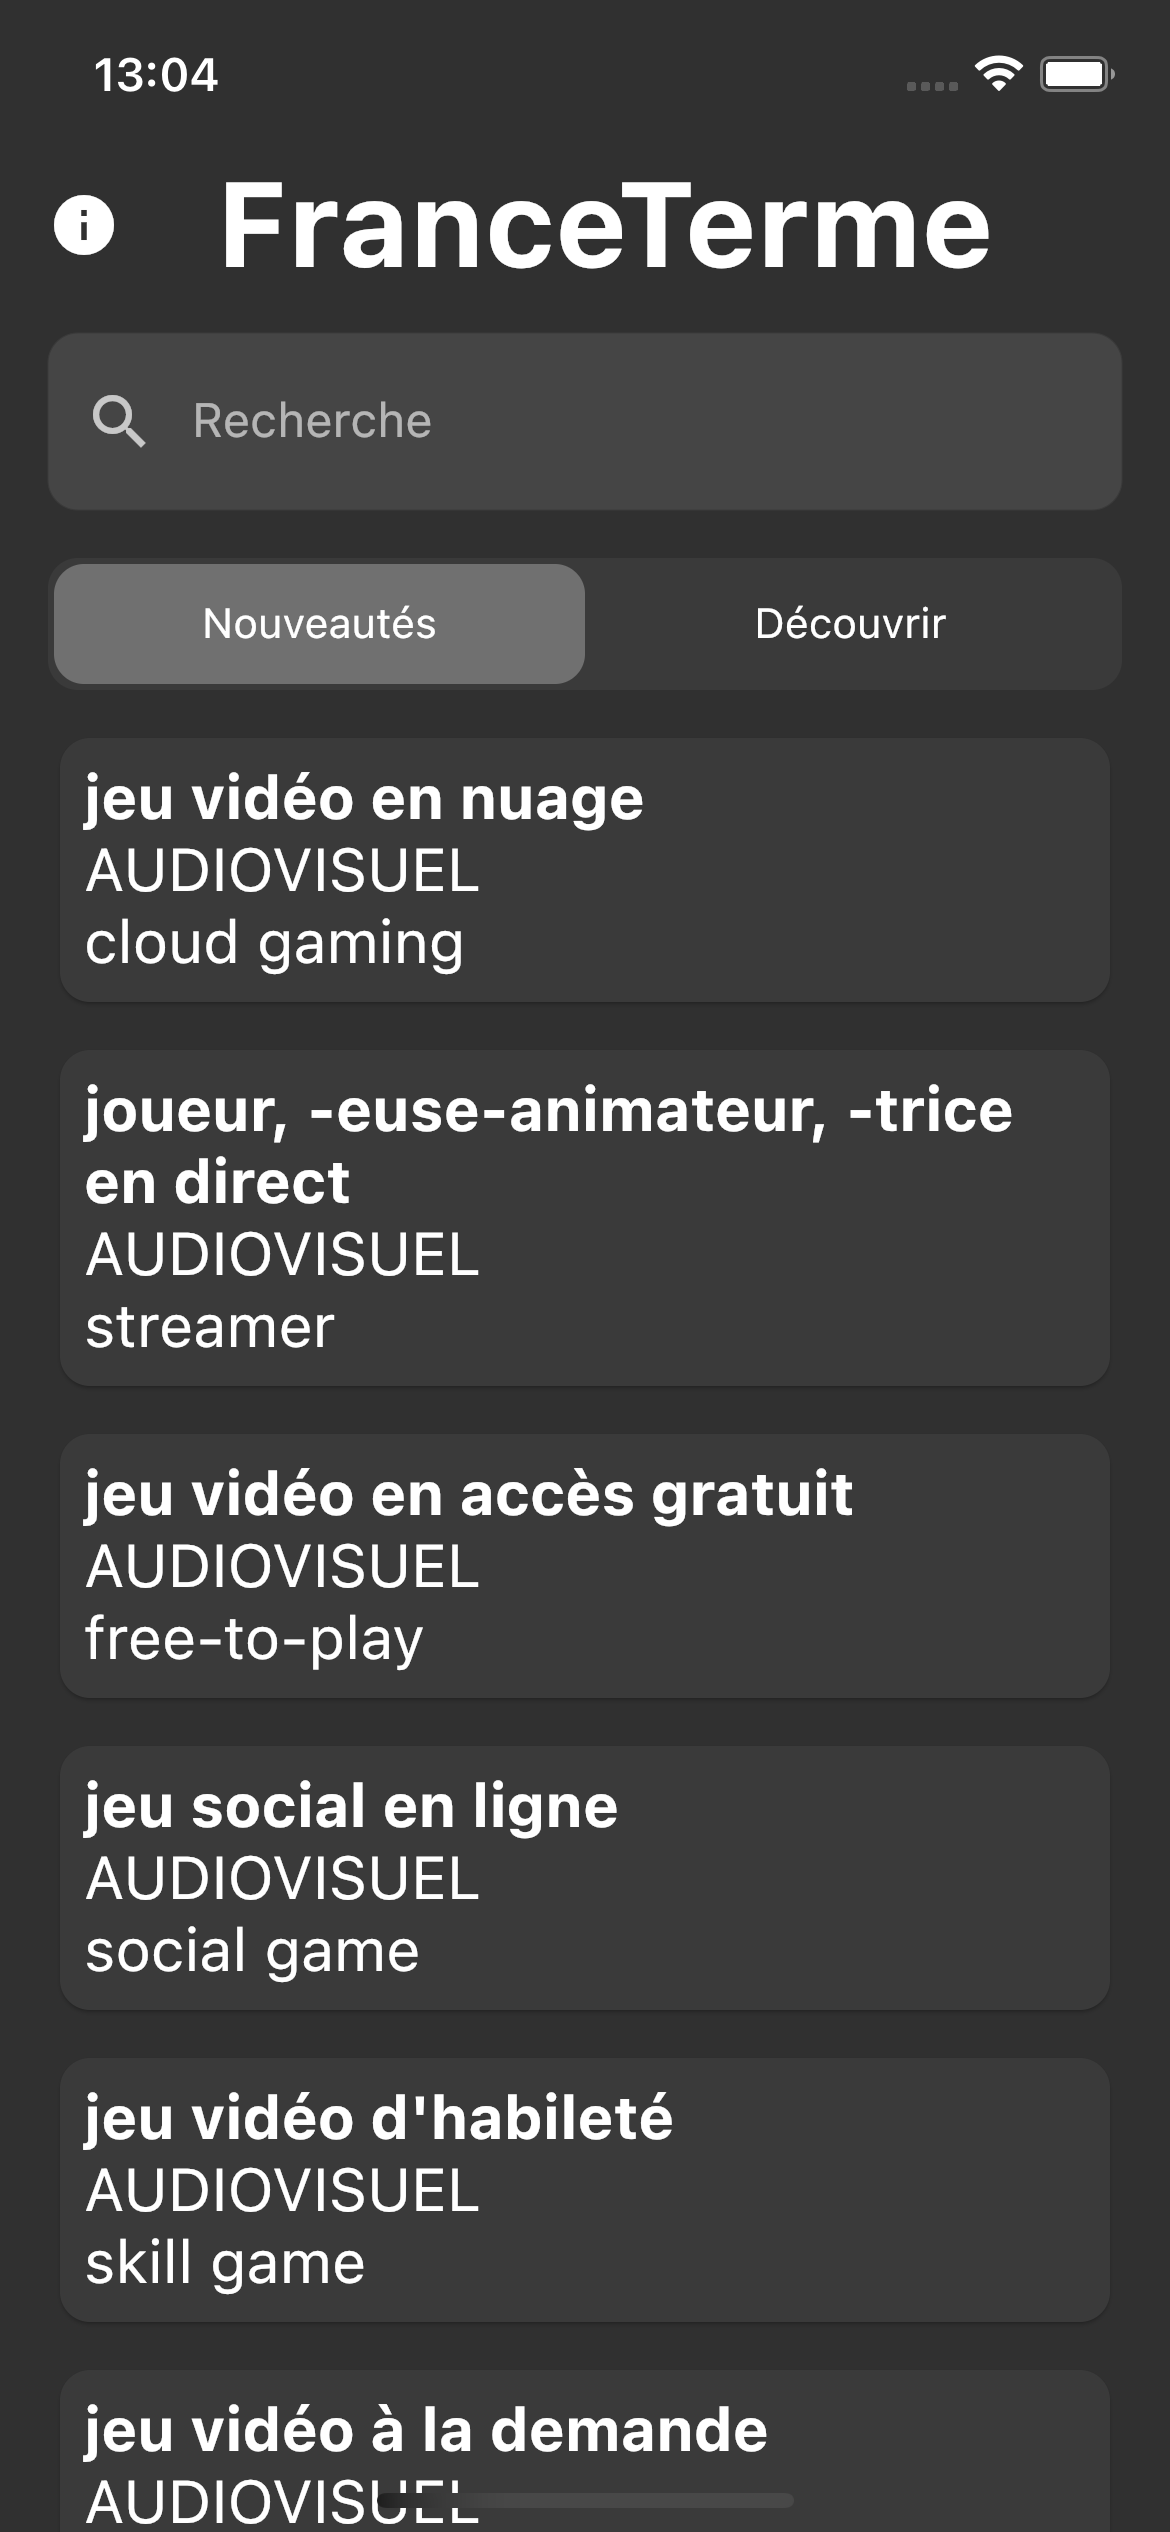 13:04
FranceTerme
Recherche
Nouveautés
Découvrir
jeu vidéo en nuage
AUDIOVISUEL
cloud gaming
joueur, -euse-animateur, -trice
en direct
AUDIOVISUEL
streamer
jeu vidéo en accès gratuit
AUDIOVISUEL
free-to-play
jeu social en ligne
AUDIOVISUEL
social game
jeu vidéo d'habileté
AUDIOVISUEL
skill game
jeu vidéo à la demande
AUDIOVISUEL